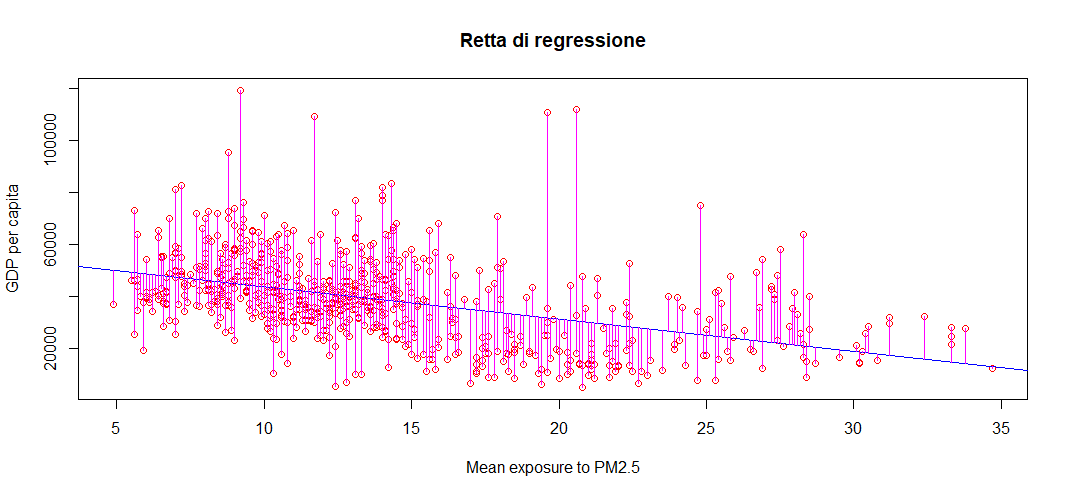 Retta di regressione
GDP per capita
100000
60000
20000
5 10 15 20 25 30 35
Mean exposure to PM2.5